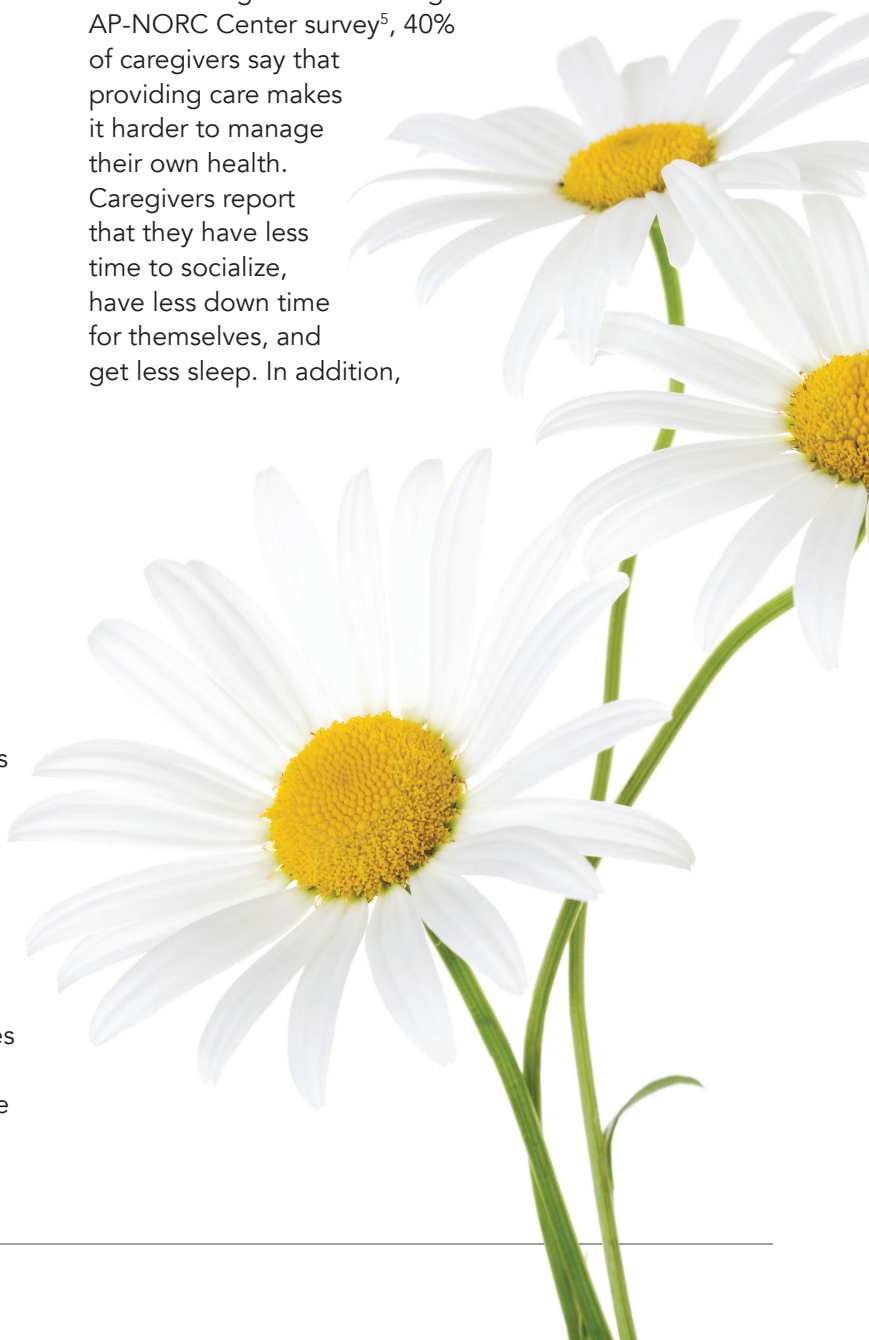 AP-NORC Center survey⁵, 40%
of caregivers say that
providing care makes
it harder to manage
their own health.
Caregivers report
that they have less
time to socialize,
have less down time
for themselves, and
get less sleep. In addition,